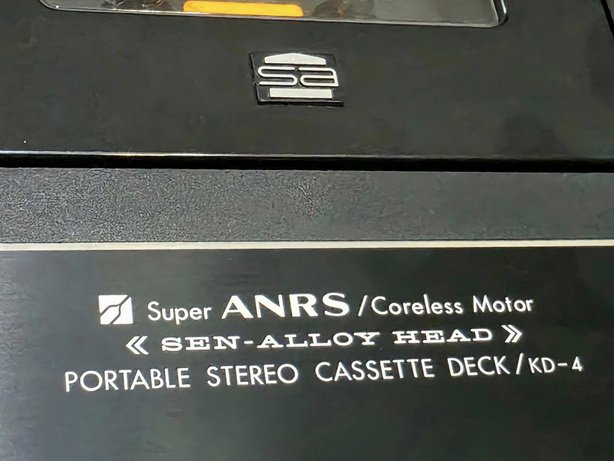 sa
Super ANRS / Coreless Motor
« SEN-ALLOY HEAD »
PORTABLE STEREO CASSETTE DECK / KD-4